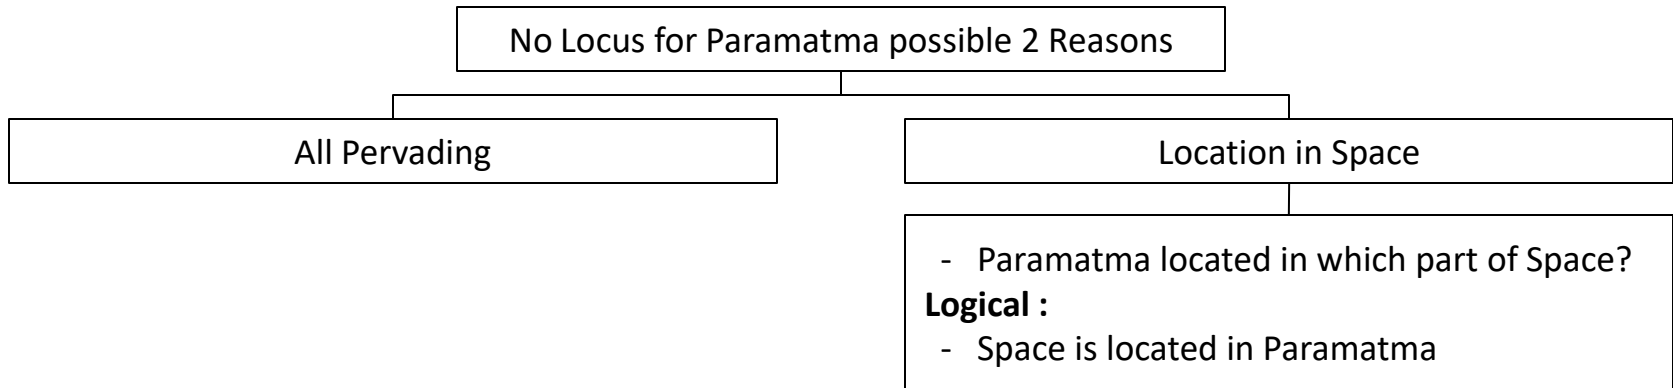 No Locus for Paramatma possible 2 Reasons
All Pervading
Location in Space
- Paramatma located in which part of Space?
Logical :
- Space is located in Paramatma